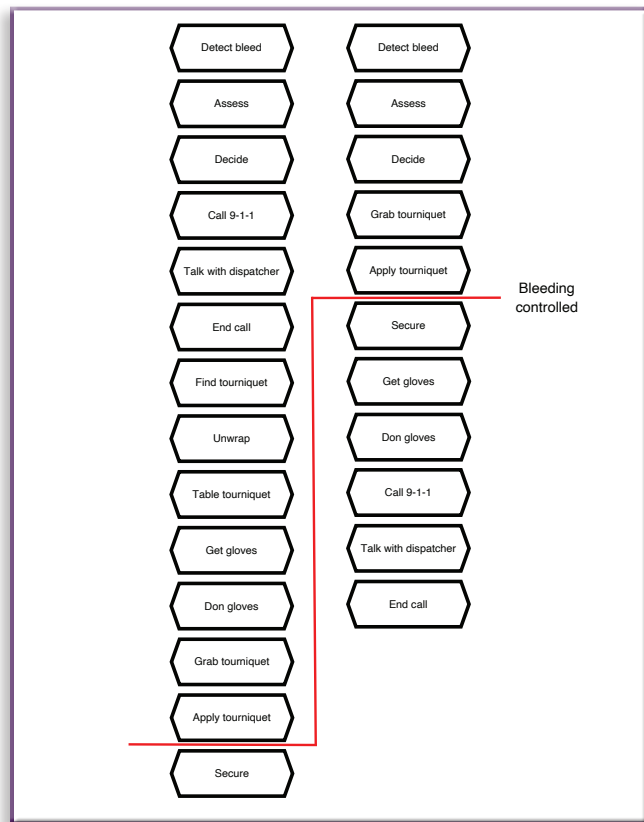 Detect bleed
Assess
Decide
Call 9-1-1
Talk with dispatcher
End call
Find tourniquet
Unwrap
Table tourniquet
Get gloves
Don gloves
Grab tourniquet
Apply tourniquet
Secure
Detect bleed
Assess
Decide
Grab tourniquet
Apply tourniquet
Secure
Get gloves
Don gloves
Call 9-1-1
Talk with dispatcher
End call
Bleeding
controlled